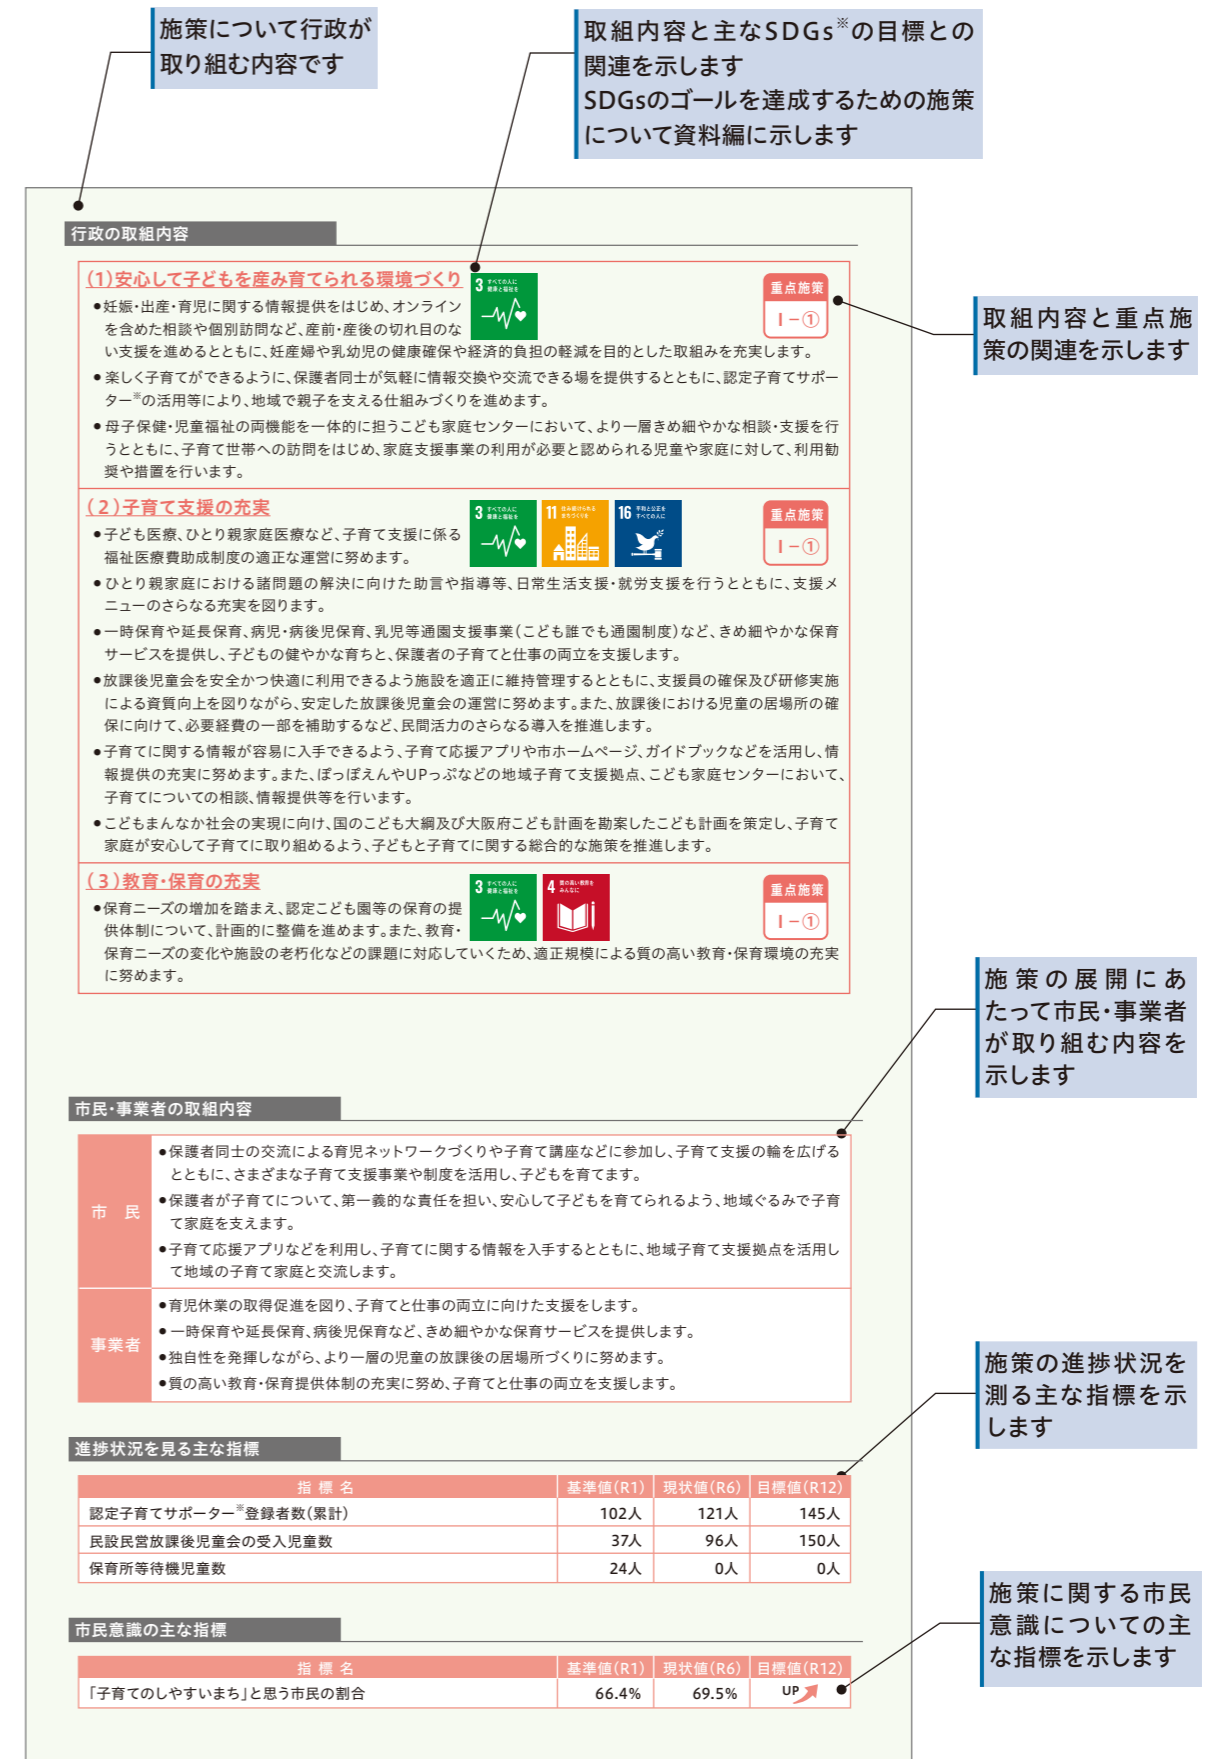 施策について行政が
取り組む内容です
取組内容と主なSDGs※の目標との
関連を示します
SDGsのゴールを達成するための施策
について資料編に示します
行政の取組内容
(1)安心して子どもを産み育てられる環境づくり
3 すべての人に
健康と福祉を
重点施策
Ⅰ-①
取組内容と重点施
策の関連を示します
●妊娠・出産・育児に関する情報提供をはじめ、オンライン
を含めた相談や個別訪問など、産前・産後の切れ目のな
い支援を進めるとともに、妊産婦や乳幼児の健康確保や経済的負担の軽減を目的とした取組みを充実します。
●楽しく子育てができるように、保護者同士が気軽に情報交換や交流できる場を提供するとともに、認定子育てサポー
ター※の活用等により、地域で親子を支える仕組みづくりを進めます。
●母子保健・児童福祉の両機能を一体的に担うこども家庭センターにおいて、より一層きめ細やかな相談・支援を行
うとともに、子育て世帯への訪問をはじめ、家庭支援事業の利用が必要と認められる児童や家庭に対して、利用勧
奨や措置を行います。
(2)子育て支援の充実
3 すべての人に
健康と福祉を
11 住み続けられる
まちづくりを
16 平和と公正を
すべての人に
重点施策
Ⅰ-①
●子ども医療、ひとり親家庭医療など、子育て支援に係る
福祉医療費助成制度の適正な運営に努めます。
●ひとり親家庭における諸問題の解決に向けた助言や指導等、日常生活支援・就労支援を行うとともに、支援メ
ニューのさらなる充実を図ります。
●一時保育や延長保育、病児・病後児保育、乳児等通園支援事業(こども誰でも通園制度)など、きめ細やかな保育
サービスを提供し、子どもの健やかな育ちと、保護者の子育てと仕事の両立を支援します。
●放課後児童会を安全かつ快適に利用できるよう施設を適正に維持管理するとともに、支援員の確保及び研修実施
による資質向上を図りながら、安定した放課後児童会の運営に努めます。また、放課後における児童の居場所の確
保に向けて、必要経費の一部を補助するなど、民間活力のさらなる導入を推進します。
●子育てに関する情報が容易に入手できるよう、子育て応援アプリや市ホームページ、ガイドブックなどを活用し、情
報提供の充実に努めます。また、ぽっぽえんやUPっぷなどの地域子育て支援拠点、こども家庭センターにおいて、
子育てについての相談、情報提供等を行います。
●こどもまんなか社会の実現に向け、国のこども大綱及び大阪府こども計画を勘案したこども計画を策定し、子育て
家庭が安心して子育てに取り組めるよう、子どもと子育てに関する総合的な施策を推進します。
(3)教育・保育の充実
3 すべての人に
健康と福祉を
4 質の高い教育を
みんなに
重点施策
Ⅰ-①
●保育ニーズの増加を踏まえ、認定こども園等の保育の提
供体制について、計画的に整備を進めます。また、教育・
保育ニーズの変化や施設の老朽化などの課題に対応していくため、適正規模による質の高い教育・保育環境の充実
に努めます。
施策の展開にあ
たって市民・事業者
が取り組む内容を
示します
市民・事業者の取組内容
市 民
●保護者同士の交流による育児ネットワークづくりや子育て講座などに参加し、子育て支援の輪を広げる
とともに、さまざまな子育て支援事業や制度を活用し、子どもを育てます。
●保護者が子育てについて、第一義的な責任を担い、安心して子どもを育てられるよう、地域ぐるみで子育
て家庭を支えます。
●子育て応援アプリなどを利用し、子育てに関する情報を入手するとともに、地域子育て支援拠点を活用し
て地域の子育て家庭と交流します。
事業者
●育児休業の取得促進を図り、子育てと仕事の両立に向けた支援をします。
●一時保育や延長保育、病後児保育など、きめ細やかな保育サービスを提供します。
●独自性を発揮しながら、より一層の児童の放課後の居場所づくりに努めます。
●質の高い教育・保育提供体制の充実に努め、子育てと仕事の両立を支援します。
施策の進捗状況を
測る主な指標を示
します
進捗状況を見る主な指標
指 標 名 基準値(R1) 現状値(R6) 目標値(R12)
認定子育てサポーター※登録者数(累計) 102人 121人 145人
民設民営放課後児童会の受入児童数 37人 96人 150人
保育所等待機児童数 24人 0人 0人
施策に関する市民
意識についての主
な指標を示します
市民意識の主な指標
指 標 名 基準値(R1) 現状値(R6) 目標値(R12)
「子育てのしやすいまち」と思う市民の割合 66.4% 69.5% UP